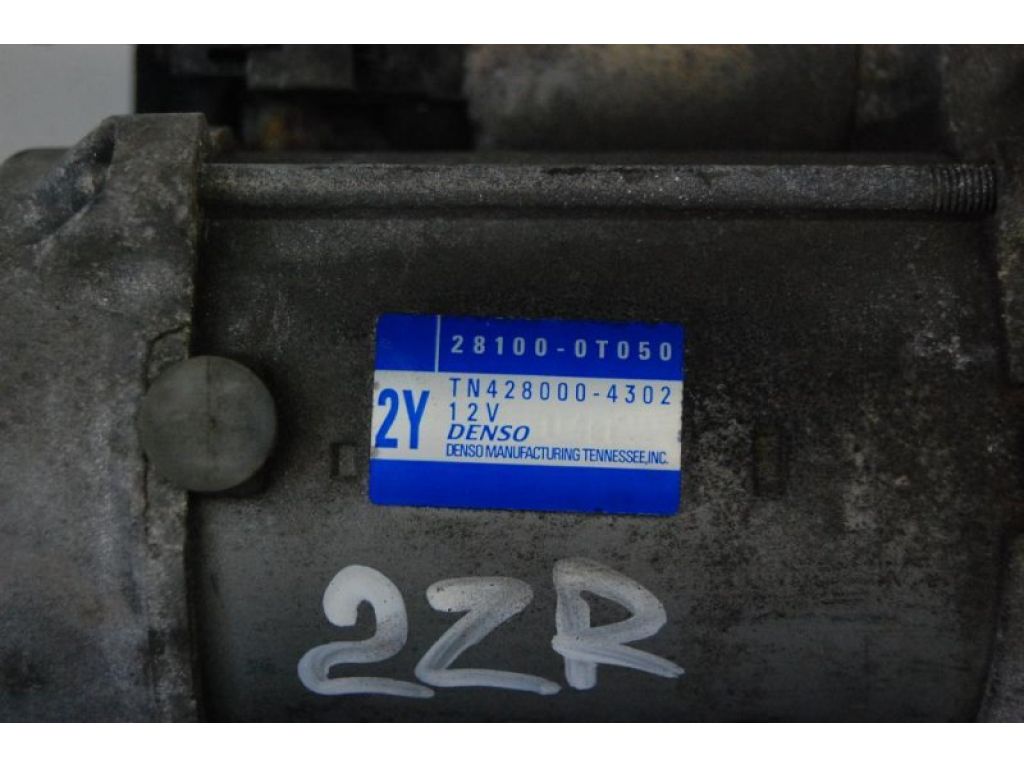 28100-0T050
2Y
TN428000-4302
12V
DENSO
DENSO MANUFACTURING TENNESSEE,INC.
2ZR